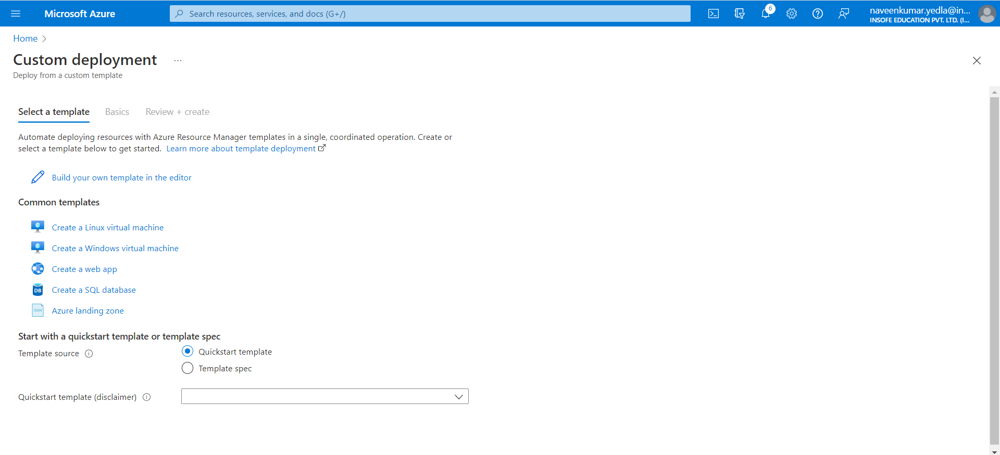 Microsoft Azure
Search resources, services, and docs (G+/)
6
naveenkumar.yedla@in...
INSOFE EDUCATION PVT. LTD. (I...
Home
Custom deployment ...
Deploy from a custom template
Select a template
Basics
Review + create
Automate deploying resources with Azure Resource Manager templates in a single, coordinated operation. Create or
select a template below to get started. Learn more about template deployment
Build your own template in the editor
Common templates
Create a Linux virtual machine
Create a Windows virtual machine
Create a web app
DB
Create a SQL database
JSON
Azure landing zone
Start with a quickstart template or template spec
Template source
Quickstart template
Template spec
Quickstart template (disclaimer)